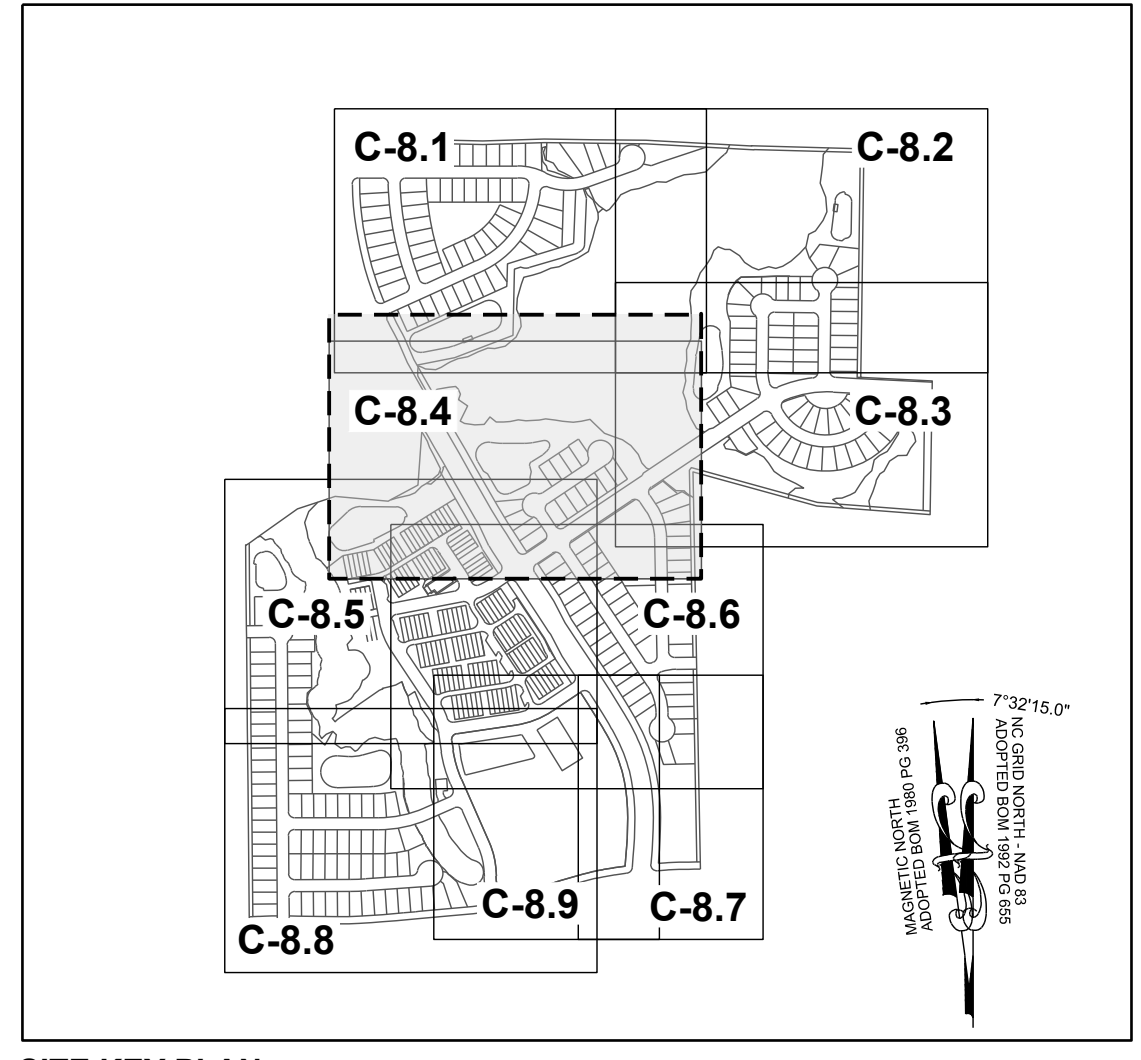 C-8.1
C-8.2
C-8.4
C-8.3
C-8.5
C-8.6
7°32'15.0"
MAGNETIC NORTH
ADOPTED BOM 1980 PG 396
NC GRID NORTH - NAD 83
ADOPTED BOM 1992 PG 655
C-8.9
C-8.7
C-8.8